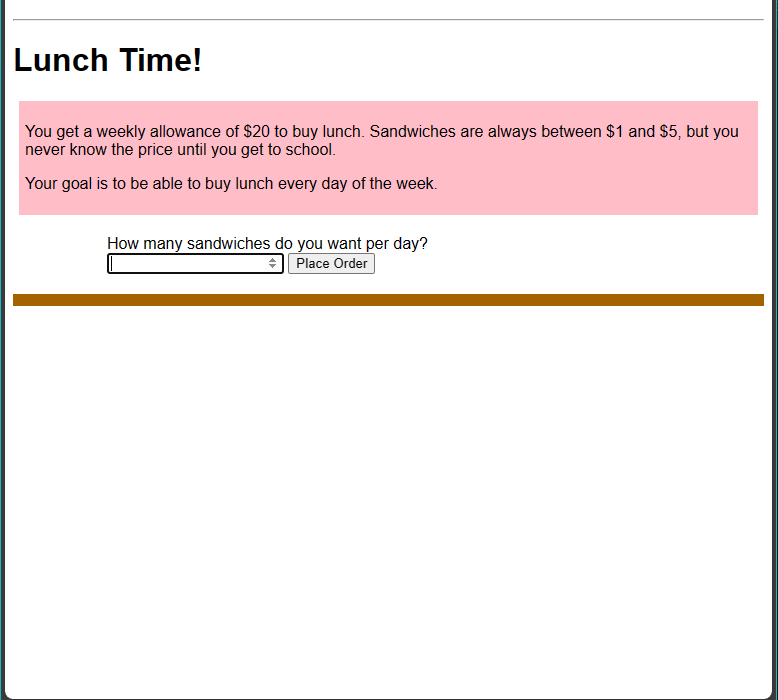 Lunch Time!
You get a weekly allowance of $20 to buy lunch. Sandwiches are always between $1 and $5, but you
never know the price until you get to school.
Your goal is to be able to buy lunch every day of the week.
How many sandwiches do you want per day?
Place Order